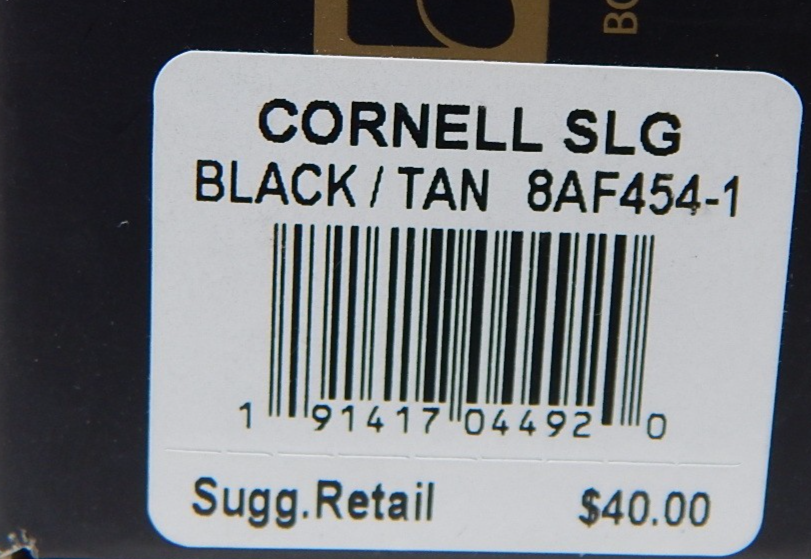 CORNELL SLG
BLACK / TAN 8AF454-1
1 91417 04492 0
Sugg.Retail $40.00